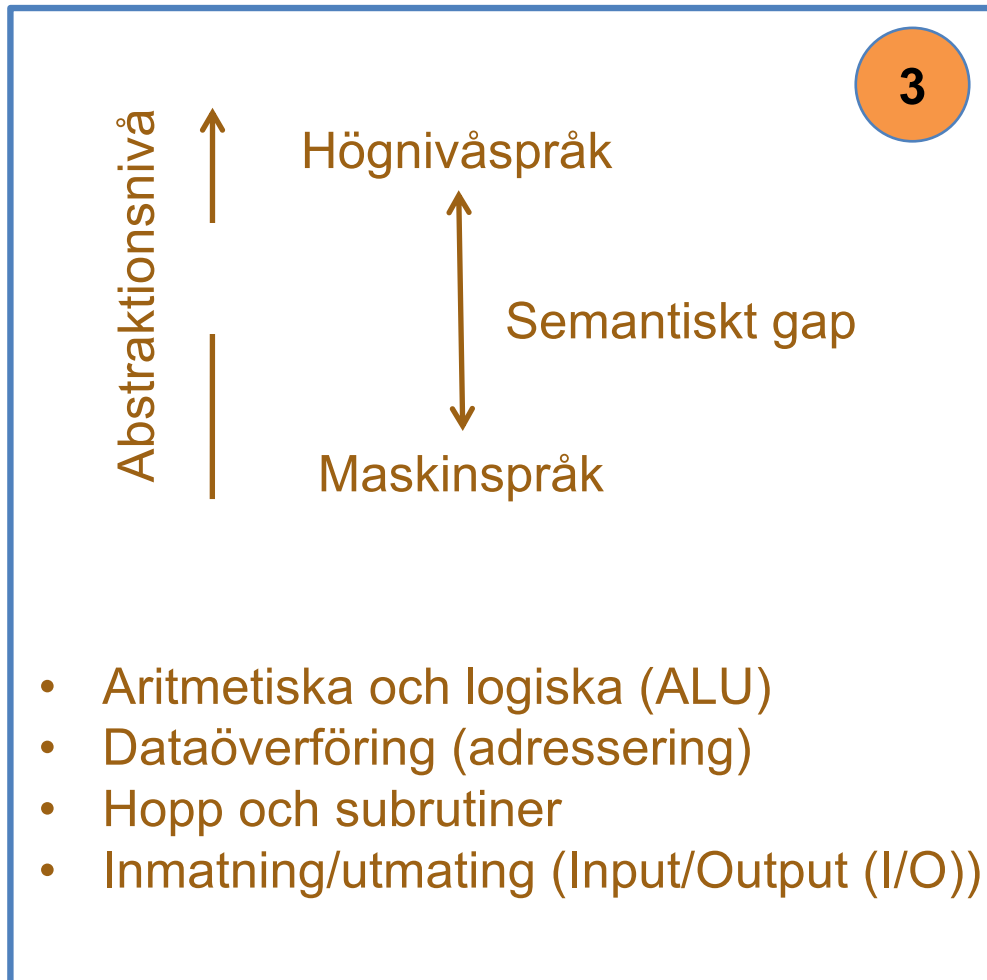 3
Abstraktionsnivå
Högnivåspråk
Semantiskt gap
Maskinspråk
• Aritmetiska och logiska (ALU)
• Dataöverföring (adressering)
• Hopp och subrutiner
• Inmatning/utmating (Input/Output (I/O))